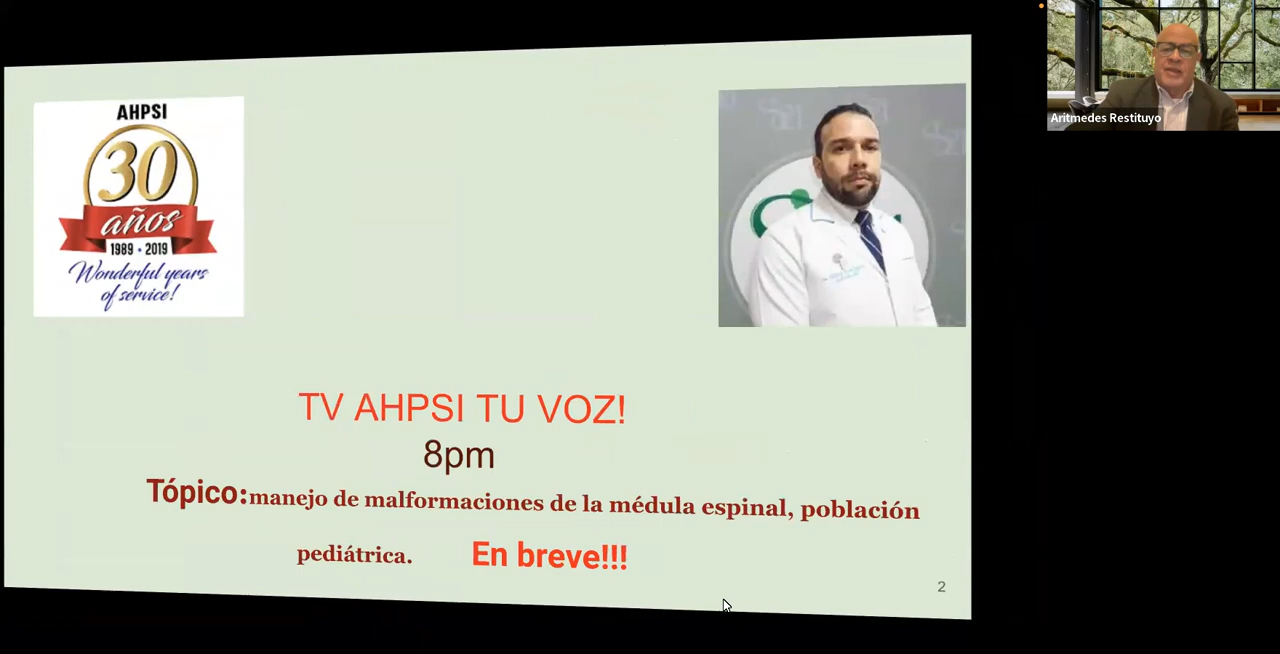 AHPSI
30
años
1989 - 2019
Wonderful years
of service!
Aritmedes Restituyo
TV AHPSI TU VOZ!
8pm
Tópico:manejo de malformaciones de la médula espinal, población
pediátrica. En breve!!!
2